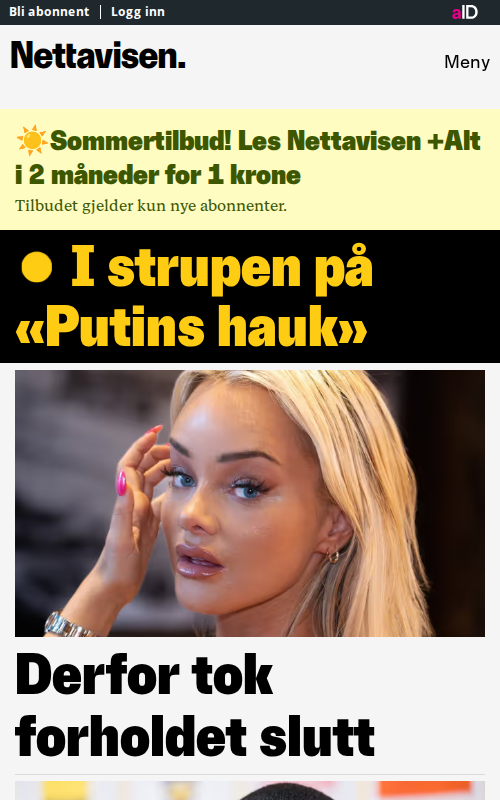 Bli abonnent Logg inn aID
Nettavisen.
Meny
☀️Sommertilbud! Les Nettavisen +Alt
i 2 måneder for 1 krone
Tilbudet gjelder kun nye abonnenter.
I strupen på
«Putins hauk»
Derfor tok
forholdet slutt